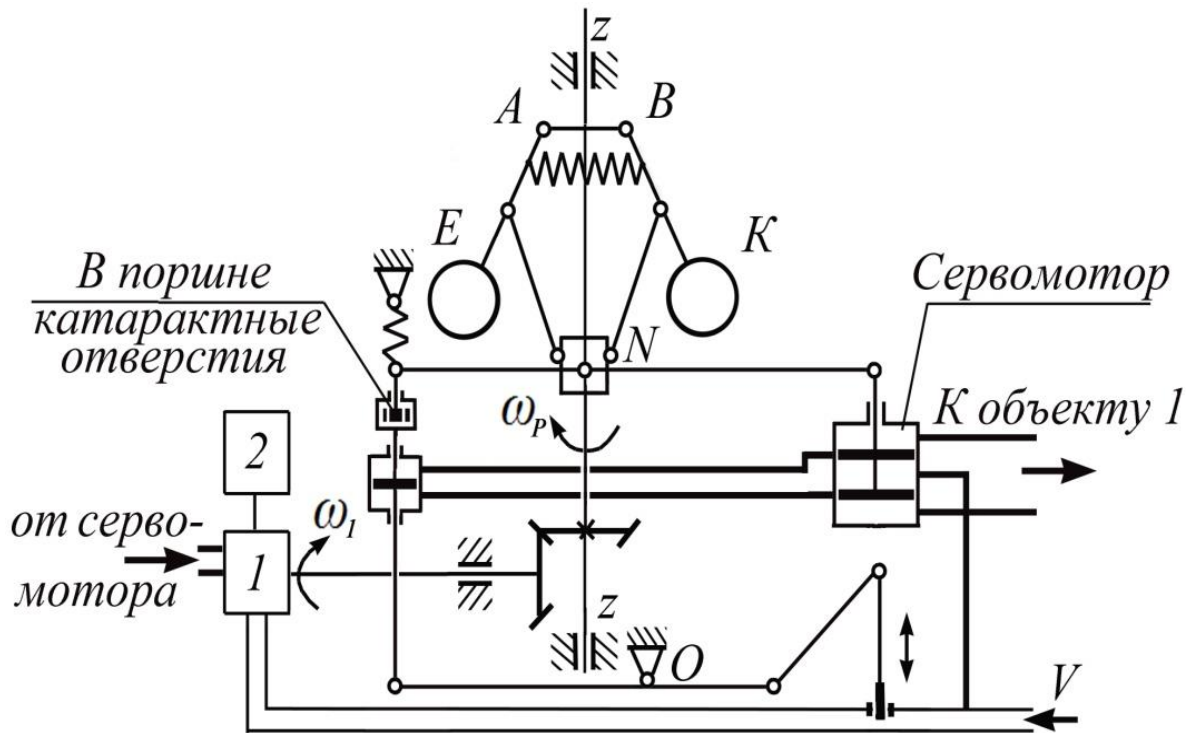 z
A
B
E
K
В поршне
катарактные
отверстия
Сервомотор
N
ω_P
К объекту 1
2
от серво-
мотора
1
ω_1
z
O
V